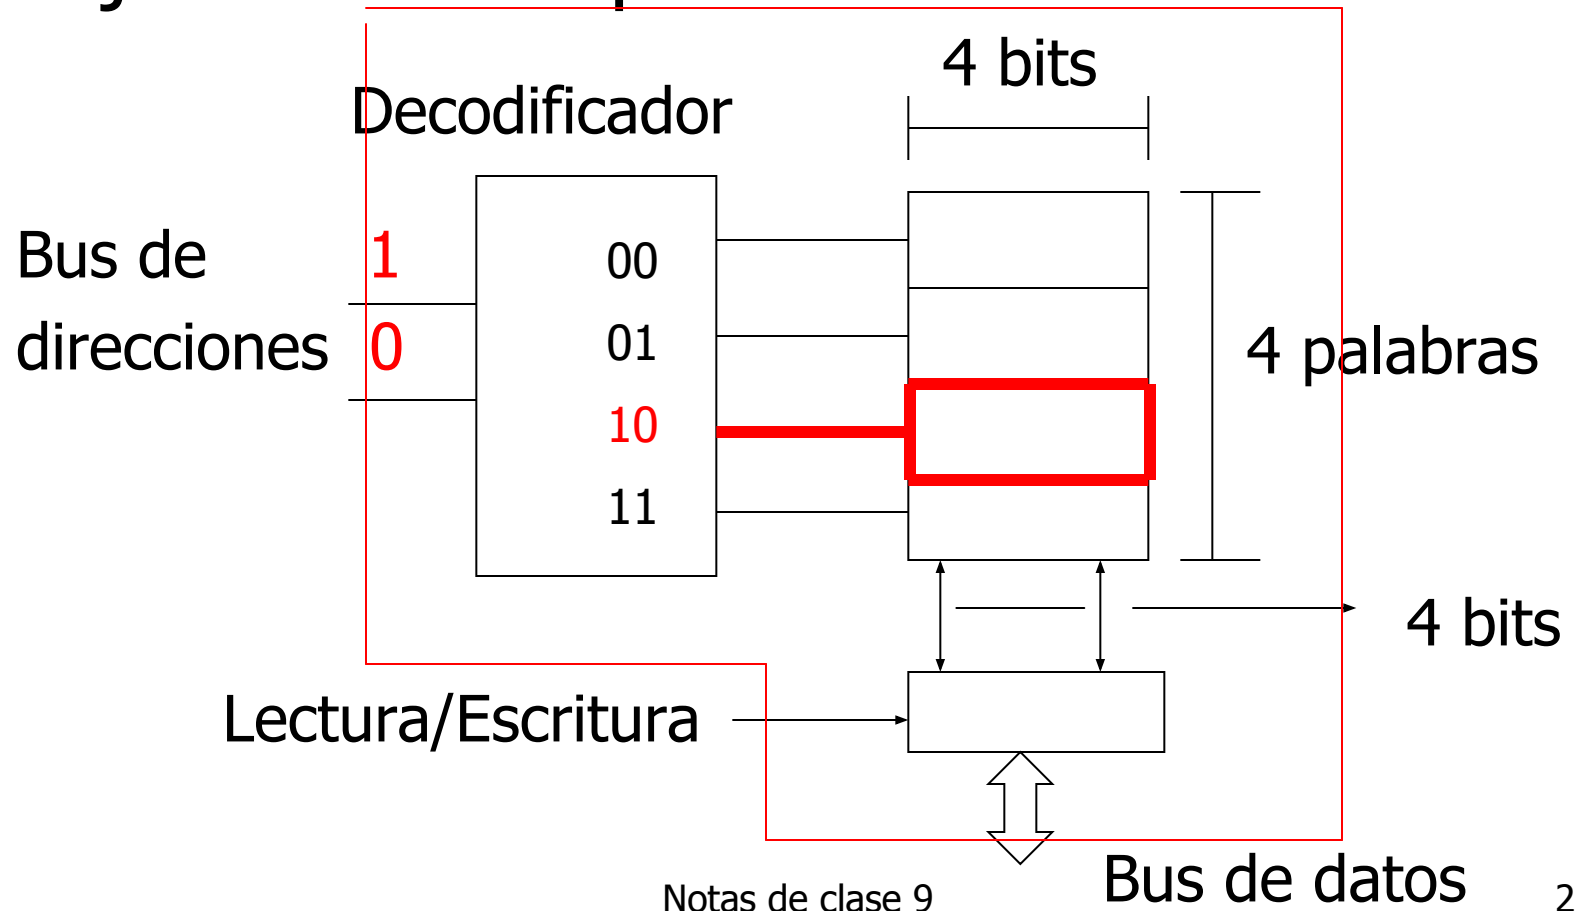 4 bits
Decodificador
Bus de
direcciones
1
0
00
01
10
11
4 palabras
4 bits
Lectura/Escritura
Bus de datos
Notas de clase 9
2